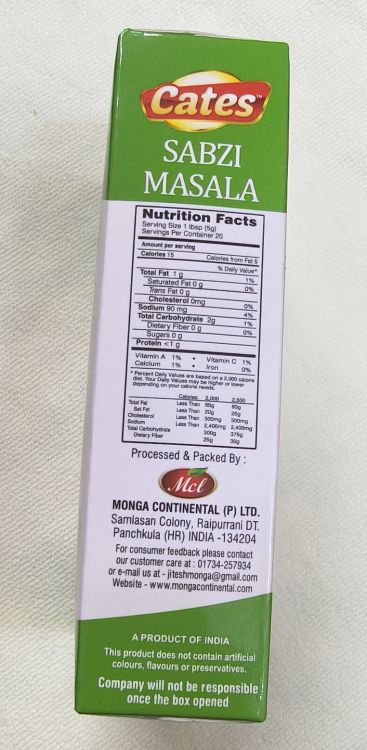 Cates™
SABZI
MASALA
Nutrition Facts
Serving Size 1 tbsp (5g)
Servings Per Container 20
Amount per serving
Calories 15 Calories from Fat 5
% Daily Value*
Total Fat 1 g 1%
Saturated Fat 0 g 0%
Trans Fat 0 g
Cholesterol 0mg 0%
Sodium 90 mg 4%
Total Carbohydrate 2g 1%
Dietary Fiber 0 g 0%
Sugars 0 g
Protein <1 g
Vitamin A 1% • Vitamin C 1%
Calcium 1% • Iron 0%
* Percent Daily Values are based on a 2,000 calorie
diet. Your Daily Values may be higher or lower
depending on your calorie needs.
Calories: 2,000 2,500
Total Fat Less Than 65g 80g
Sat Fat Less Than 20g 25g
Cholesterol Less Than 300mg 300mg
Sodium Less Than 2,400mg 2,400mg
Total Carbohydrate 300g 375g
Dietary Fiber 25g 30g
Processed & Packed By :
Mcl
MONGA CONTINENTAL (P) LTD.
Samlasan Colony, Raipurrani DT.
Panchkula (HR) INDIA -134204
For consumer feedback please contact
our customer care at : 01734-257934
or e-mail us at - jiteshmonga@gmail.com
Website - www.mongacontinental.com
A PRODUCT OF INDIA
This product does not contain artificial
colours, flavours or preservatives.
Company will not be responsible
once the box opened